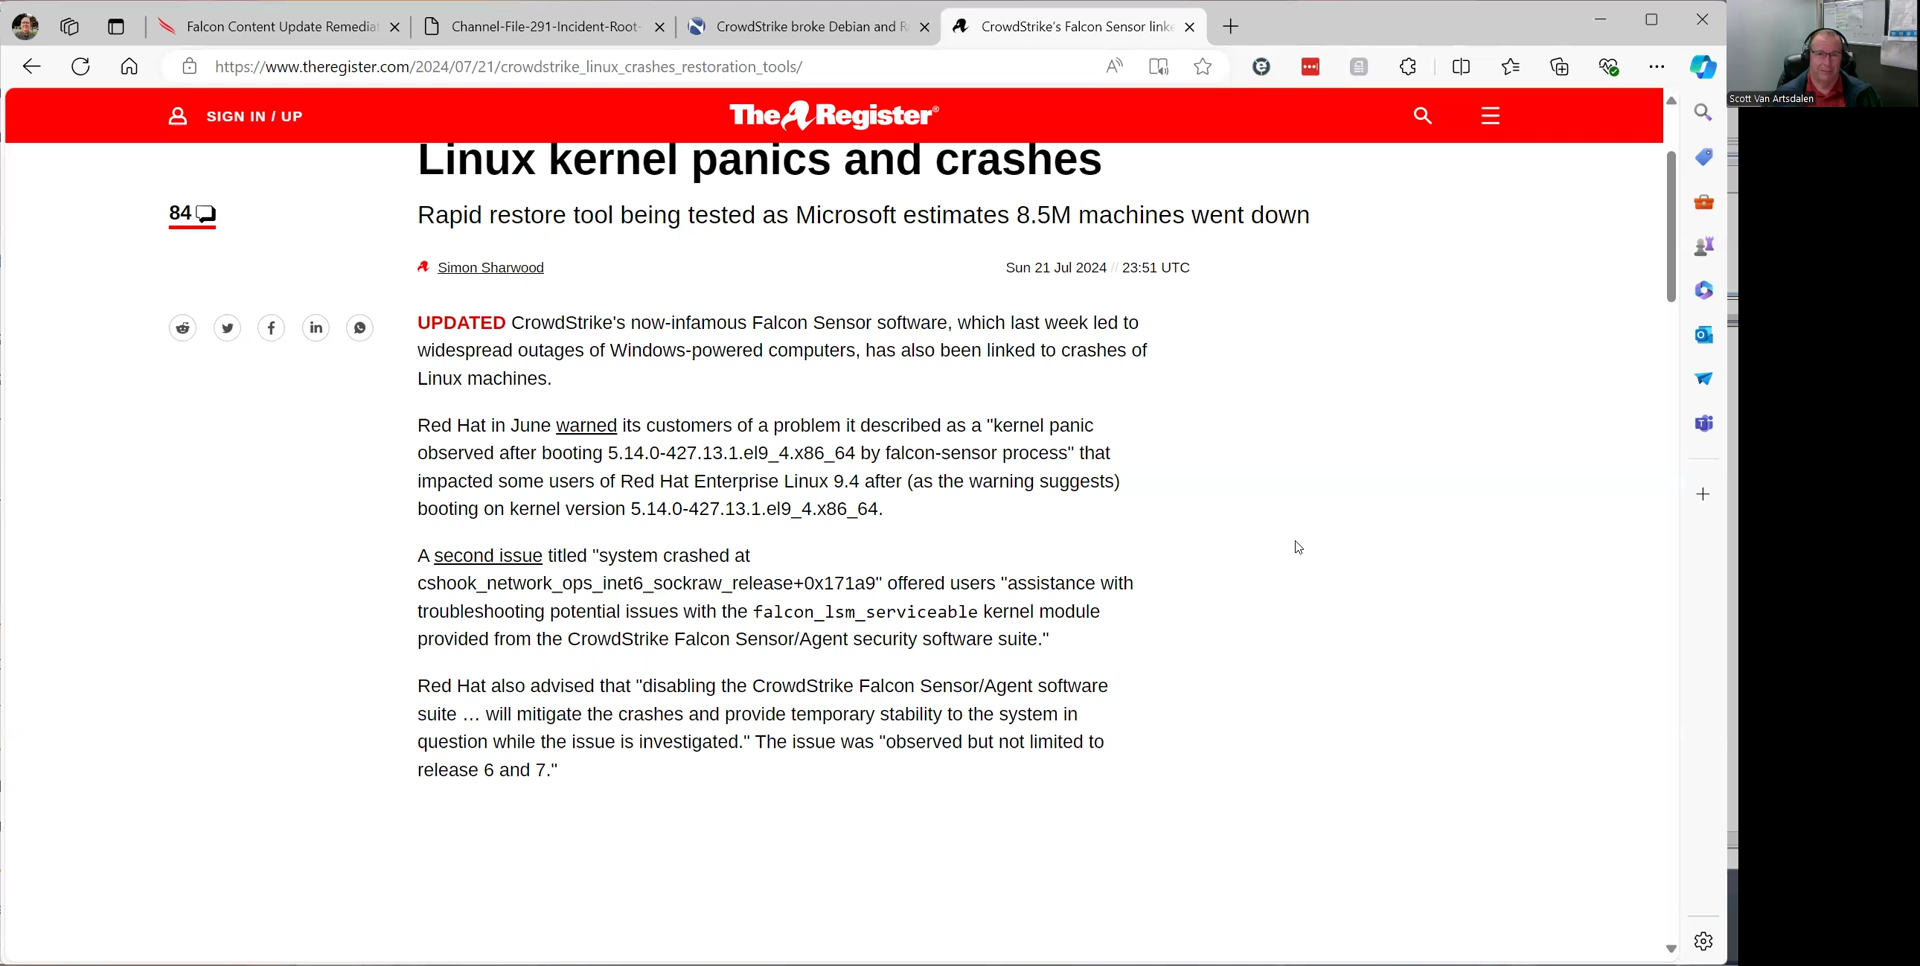 Falcon Content Update Remediat
Channel-File-291-Incident-Root-
CrowdStrike broke Debian and R
CrowdStrike's Falcon Sensor linke
https://www.theregister.com/2024/07/21/crowdstrike_linux_crashes_restoration_tools/
Scott Van Artsdalen
SIGN IN / UP
The Register®
Linux kernel panics and crashes
84
Rapid restore tool being tested as Microsoft estimates 8.5M machines went down
Simon Sharwood
Sun 21 Jul 2024 // 23:51 UTC
UPDATED CrowdStrike's now-infamous Falcon Sensor software, which last week led to
widespread outages of Windows-powered computers, has also been linked to crashes of
Linux machines.
Red Hat in June warned its customers of a problem it described as a "kernel panic
observed after booting 5.14.0-427.13.1.el9_4.x86_64 by falcon-sensor process" that
impacted some users of Red Hat Enterprise Linux 9.4 after (as the warning suggests)
booting on kernel version 5.14.0-427.13.1.el9_4.x86_64.
A second issue titled "system crashed at
cshook_network_ops_inet6_sockraw_release+0x171a9" offered users "assistance with
troubleshooting potential issues with the falcon_lsm_serviceable kernel module
provided from the CrowdStrike Falcon Sensor/Agent security software suite."
Red Hat also advised that "disabling the CrowdStrike Falcon Sensor/Agent software
suite … will mitigate the crashes and provide temporary stability to the system in
question while the issue is investigated." The issue was "observed but not limited to
release 6 and 7."